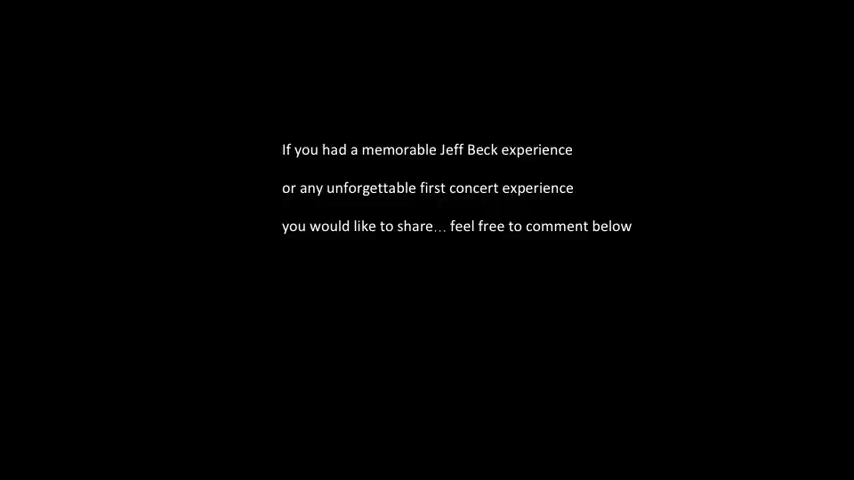 If you had a memorable Jeff Beck experience
or any unforgettable first concert experience
you would like to share… feel free to comment below